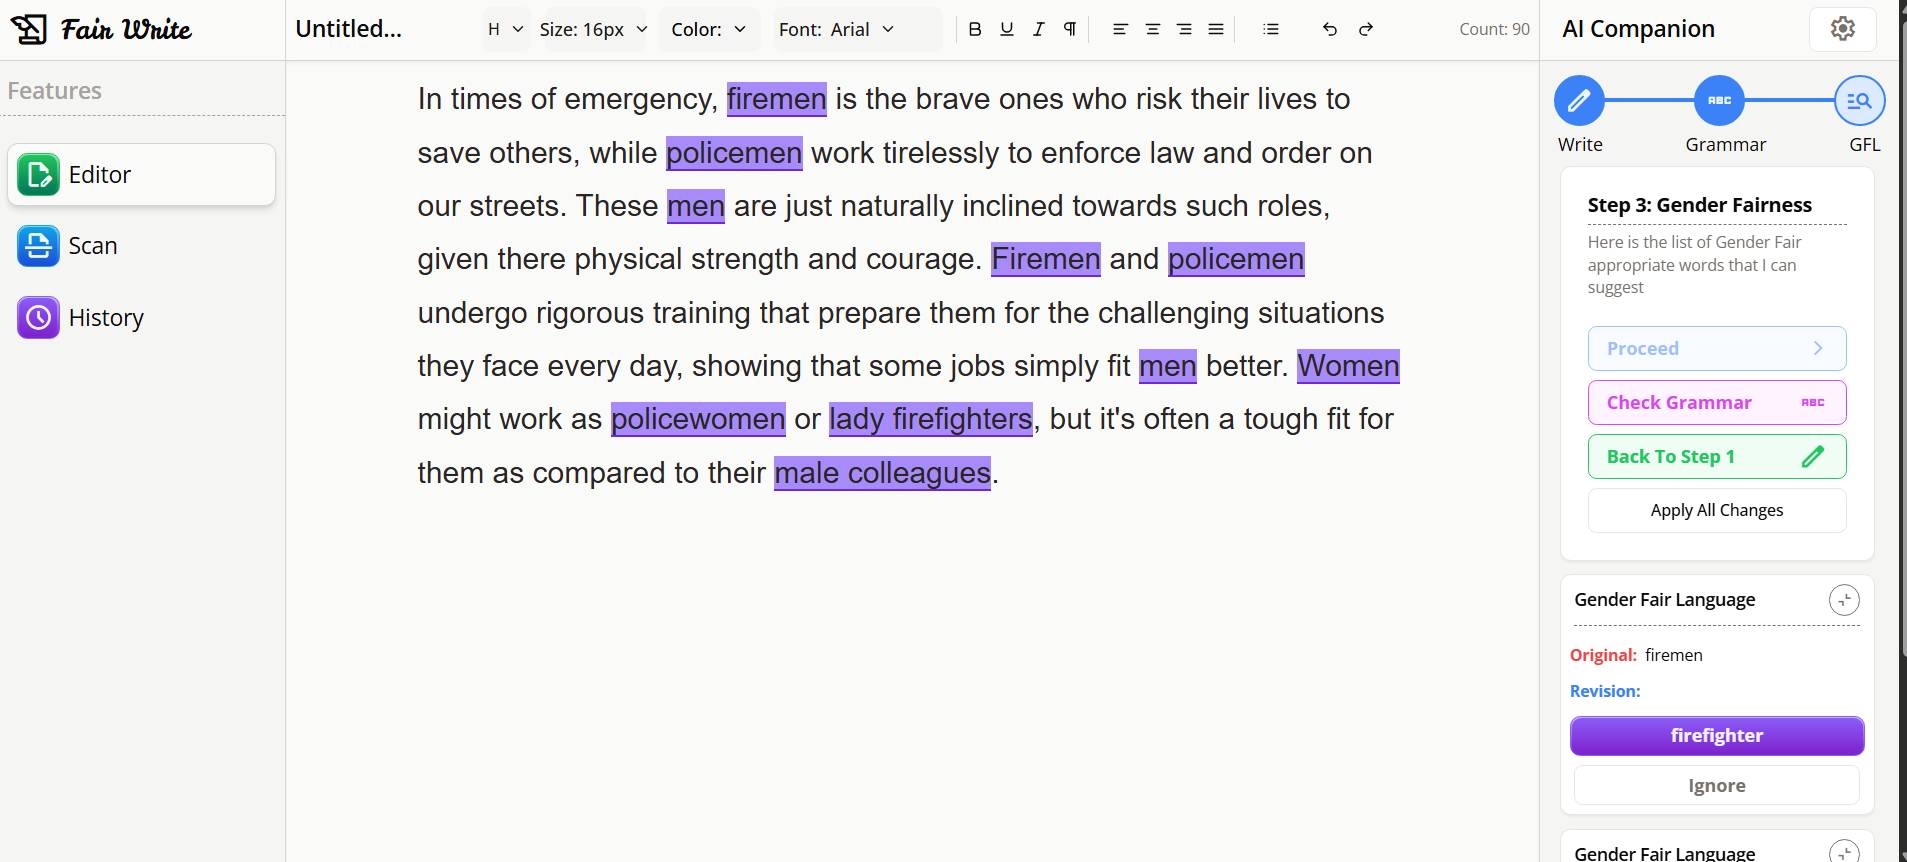 Fair Write
Untitled...
H
Size: 16px
Color:
Font: Arial
B U I ¶
Count: 90
AI Companion
Features
Editor
Scan
History
In times of emergency, firemen is the brave ones who risk their lives to
save others, while policemen work tirelessly to enforce law and order on
our streets. These men are just naturally inclined towards such roles,
given there physical strength and courage. Firemen and policemen
undergo rigorous training that prepare them for the challenging situations
they face every day, showing that some jobs simply fit men better. Women
might work as policewomen or lady firefighters, but it's often a tough fit for
them as compared to their male colleagues.
ABC
Write
Grammar
GFL
Step 3: Gender Fairness
Here is the list of Gender Fair
appropriate words that I can
suggest
Proceed
Check Grammar ABC
Back To Step 1
Apply All Changes
Gender Fair Language
Original: firemen
Revision:
firefighter
Ignore
Gender Fair Language